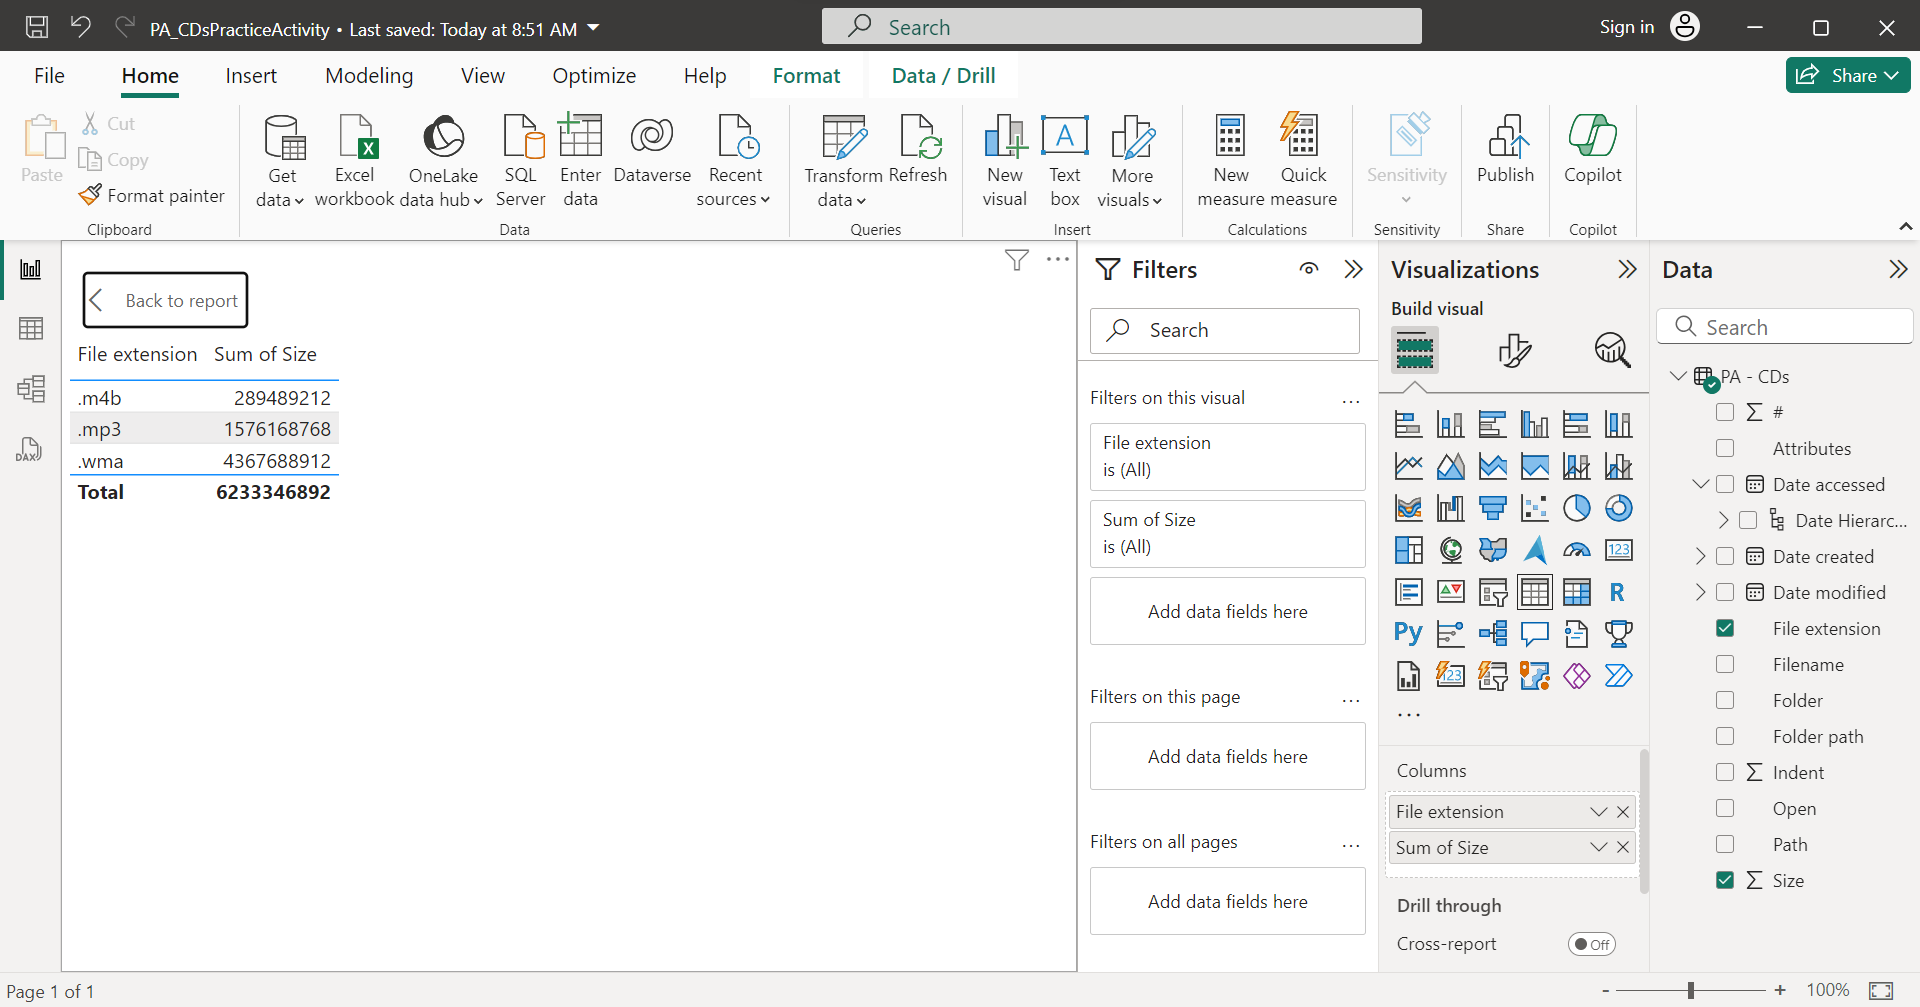 PA_CDsPracticeActivity • Last saved: Today at 8:51 AM
Search
Sign in
File Home Insert Modeling View Optimize Help Format Data / Drill
Share
Paste
Cut
Copy
Format painter
Clipboard
Get data
Excel workbook
OneLake data hub
SQL Server
Enter data
Dataverse
Recent sources
Data
Transform data
Refresh
Queries
New visual
Text box
More visuals
Insert
New measure
Quick measure
Calculations
Sensitivity
Sensitivity
Publish
Share
Copilot
Copilot
DAX
Back to report
File extension Sum of Size
.m4b 289489212
.mp3 1576168768
.wma 4367688912
Total 6233346892
Filters
Search
Filters on this visual
File extension
is (All)
Sum of Size
is (All)
Add data fields here
Filters on this page
Add data fields here
Filters on all pages
Add data fields here
Visualizations
Build visual
123
R
Py
123
Columns
File extension
Sum of Size
Drill through
Cross-report
Off
Data
Search
PA - CDs
#
Attributes
Date accessed
Date Hierarc...
Date created
Date modified
File extension
Filename
Folder
Folder path
Indent
Open
Path
Size
Page 1 of 1
- + 100%